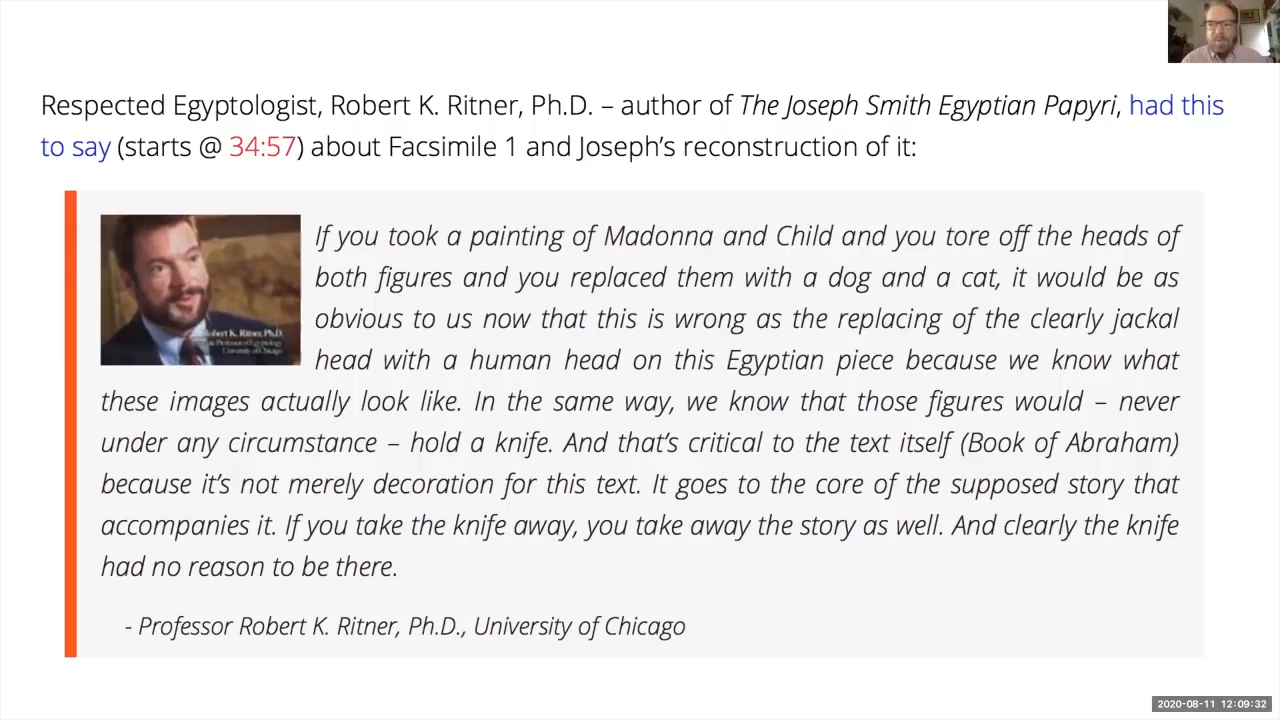 Respected Egyptologist, Robert K. Ritner, Ph.D. – author of The Joseph Smith Egyptian Papyri, had this
to say (starts @ 34:57) about Facsimile 1 and Joseph’s reconstruction of it:
If you took a painting of Madonna and Child and you tore off the heads of
both figures and you replaced them with a dog and a cat, it would be as
obvious to us now that this is wrong as the replacing of the clearly jackal
head with a human head on this Egyptian piece because we know what
Robert K. Ritner, Ph.D.
Professor of Egyptology
University of Chicago
these images actually look like. In the same way, we know that those figures would – never
under any circumstance – hold a knife. And that’s critical to the text itself (Book of Abraham)
because it’s not merely decoration for this text. It goes to the core of the supposed story that
accompanies it. If you take the knife away, you take away the story as well. And clearly the knife
had no reason to be there.
- Professor Robert K. Ritner, Ph.D., University of Chicago
2020-08-11 12:09:32